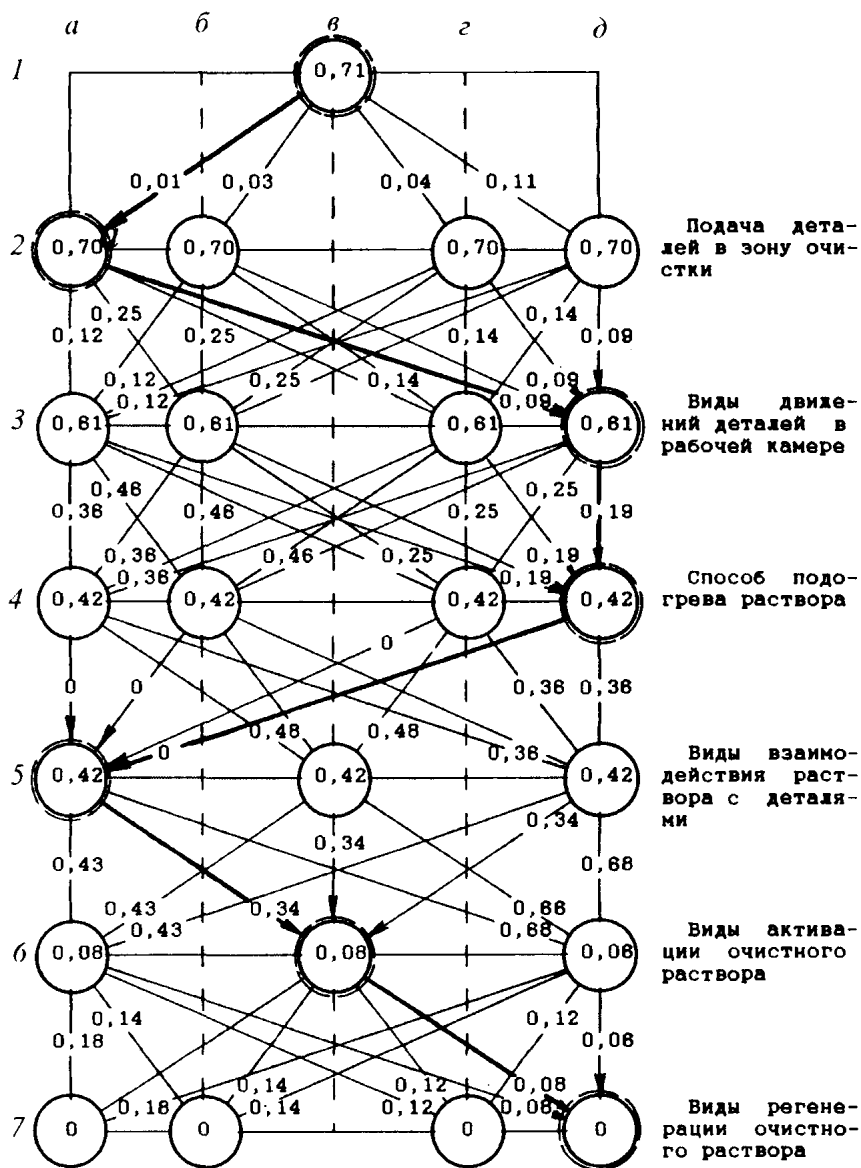 а б в г д
1 0,71
0,01 0,03 0,04 0,11
2 0,70 0,70 0,70 0,70
Подача дета-
лей в зону очи-
стки
0,12 0,25 0,25 0,14 0,14 0,09
0,12 0,12 0,25 0,14 0,09 0,09
3 0,61 0,61 0,61 0,61
Виды движе-
ний деталей в
рабочей камере
0,36 0,46 0,46 0,25 0,25 0,19
0,36 0,36 0,46 0,25 0,19 0,19
4 0,42 0,42 0,42 0,42
Способ подо-
грева раствора
0
0 0 0,36 0,36
0 0,48 0,48 0,36
5 0,42 0,42 0,42
Виды взаимо-
действия раст-
вора с деталя-
ми
0,43 0,34 0,34 0,68
0,43 0,43 0,34 0,66 0,68
6 0,08 0,08 0,06
Виды актива-
ции очистного
раствора
0,18 0,14 0,12 0,06
0,18 0,14 0,14 0,12 0,12 0,08 0,08
7 0 0 0 0
Виды регене-
рации очистно-
го раствора